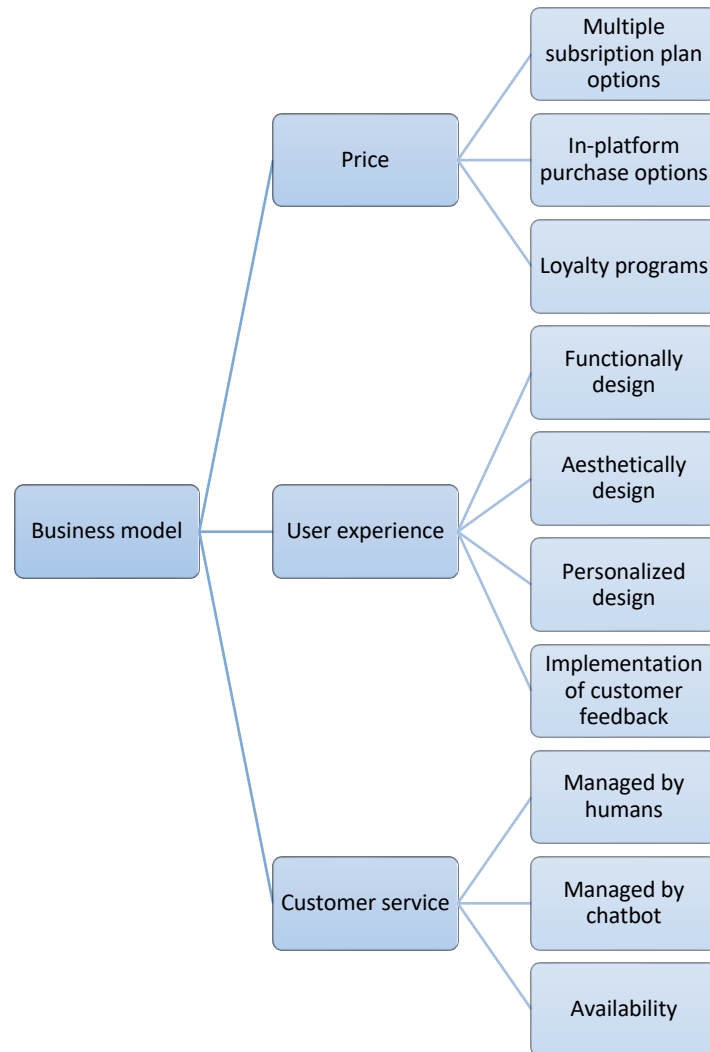 Business model
Price
Multiple
subsription plan
options
In-platform
purchase options
Loyalty programs
User experience
Functionally
design
Aesthetically
design
Personalized
design
Implementation
of customer
feedback
Customer service
Managed by
humans
Managed by
chatbot
Availability